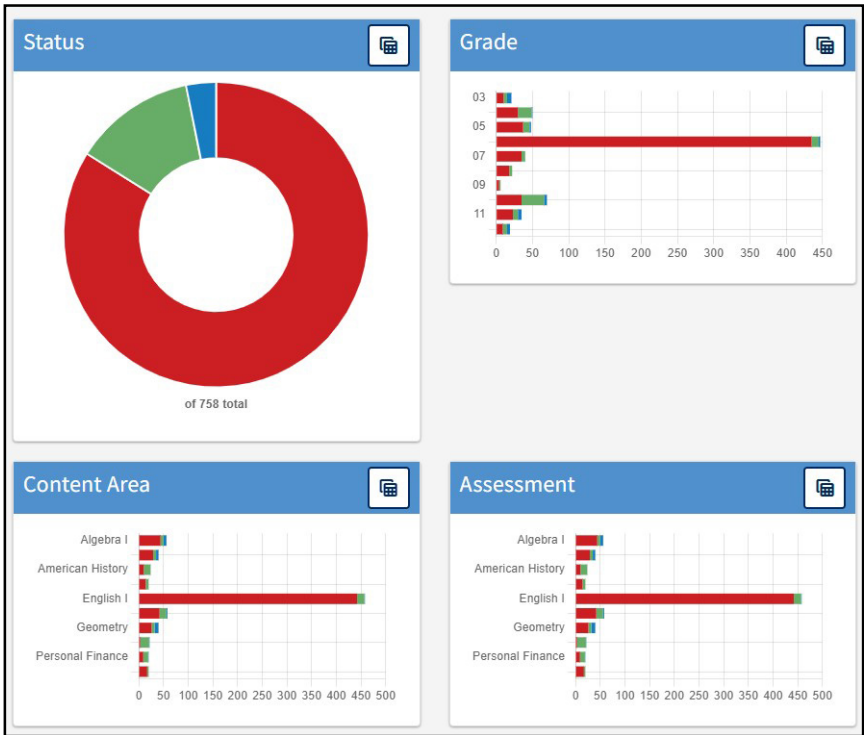 Status
of 758 total
Grade
03
05
07
09
11
0 50 100 150 200 250 300 350 400 450
Content Area
Algebra I
American History
English I
Geometry
Personal Finance
0 50 100 150 200 250 300 350 400 450 500
Assessment
Algebra I
American History
English I
Geometry
Personal Finance
0 50 100 150 200 250 300 350 400 450 500